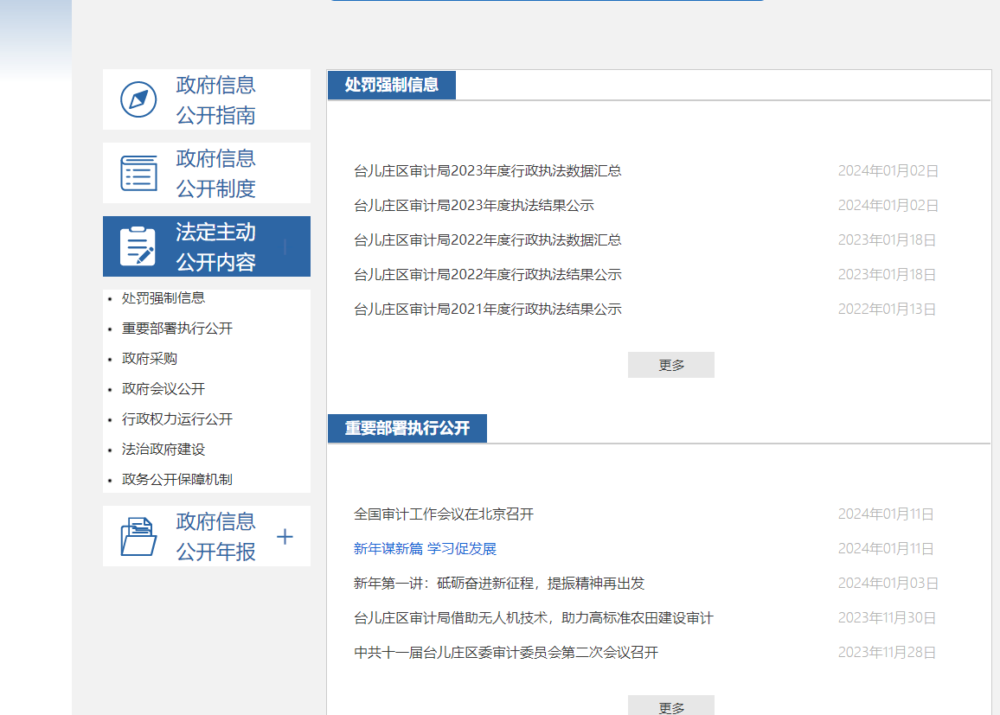 政府信息
公开指南
政府信息
公开制度
法定主动
公开内容
处罚强制信息
重要部署执行公开
政府采购
政府会议公开
行政权力运行公开
法治政府建设
政务公开保障机制
政府信息
公开年报
处罚强制信息
台儿庄区审计局2023年度行政执法数据汇总 2024年01月02日
台儿庄区审计局2023年度执法结果公示 2024年01月02日
台儿庄区审计局2022年度行政执法数据汇总 2023年01月18日
台儿庄区审计局2022年度行政执法结果公示 2023年01月18日
台儿庄区审计局2021年度行政执法结果公示 2022年01月13日
更多
重要部署执行公开
全国审计工作会议在北京召开 2024年01月11日
新年谋新篇 学习促发展 2024年01月11日
新年第一讲：砥砺奋进新征程，提振精神再出发 2024年01月03日
台儿庄区审计局借助无人机技术，助力高标准农田建设审计 2023年11月30日
中共十一届台儿庄区委审计委员会第二次会议召开 2023年11月28日
更多